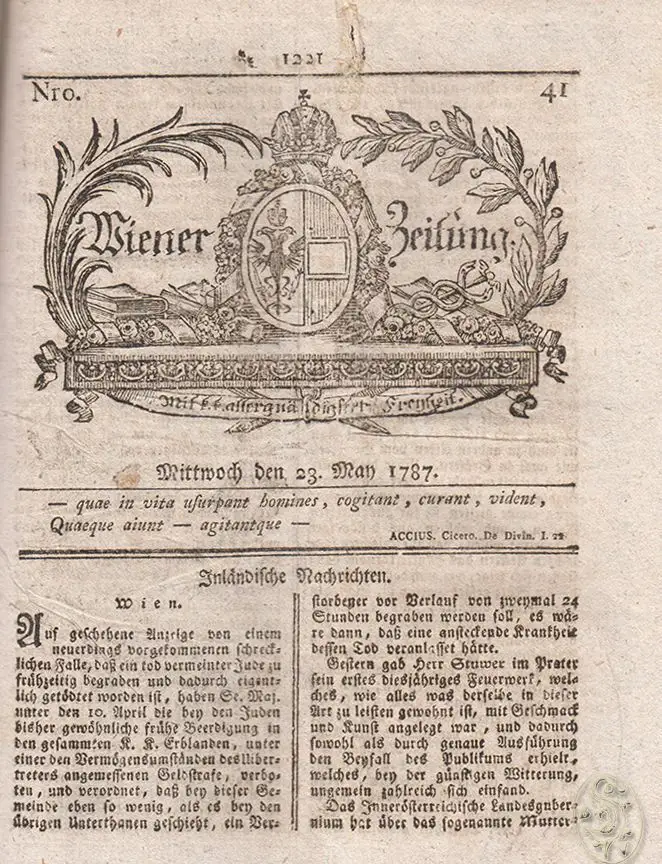 1221
Nro. 41
Wiener Zeitung.
Mit k. k. allergnädigster Freyheit.
Mittwoch den 23. May 1787.
— quae in vita usurpant homines, cogitant, curant, vident,
Quaeque aiunt — agitantque —
ACCIUS. Cicero. De Divin. I. 22
Inländische Nachrichten.
Wien.
Auf geschehene Anzeige von einem
neuerdings vorgekommenen schreck-
lichen Falle, daß ein tod vermeinter Jude zu
frühzeitig begraben und dadurch eigent-
lich getödtet worden ist, haben Se. Maj.
unter den 10. April die bey den Juden
bisher gewöhnliche frühe Beerdigung in
den gesammten K. K. Erblanden, unter
einer den Vermögensumständen des Uiber-
treters angemessenen Geldstrafe, verbo-
ten, und verordnet, daß bey dieser Ge-
meinde eben so wenig, als es bey den
übrigen Unterthanen geschieht, ein Ver-
storbener vor Verlauf von zweymal 24
Stunden begraben werden soll, es wä-
re dann, daß eine ansteckende Krankheit
dessen Tod veranlasset hätte.
Gestern gab Herr Stuwer im Prater
sein erstes diesjähriges Feuerwerk, wel-
ches, wie alles was derselbe in dieser
Art zu leisten gewohnt ist, mit Geschmack
und Kunst angelegt war, und dadurch
sowohl als durch genaue Ausführung
den Beyfall des Publikums erhielt,
welches, bey der günstigen Witterung,
ungemein zahlreich sich einfand.
Das Innerösterreichische Landesguber-
nium hat über das sogenannte Mutter-